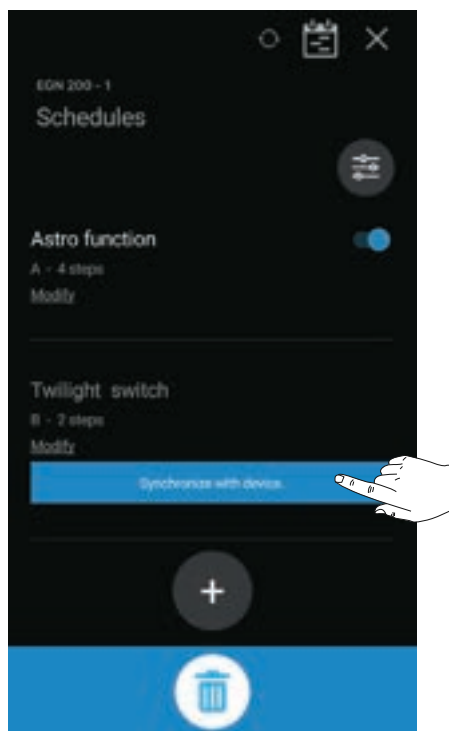 EGN 200 - 1
Schedules
Astro function
A - 4 steps
Modify
Twilight switch
B - 2 steps
Modify
Synchronize with device.